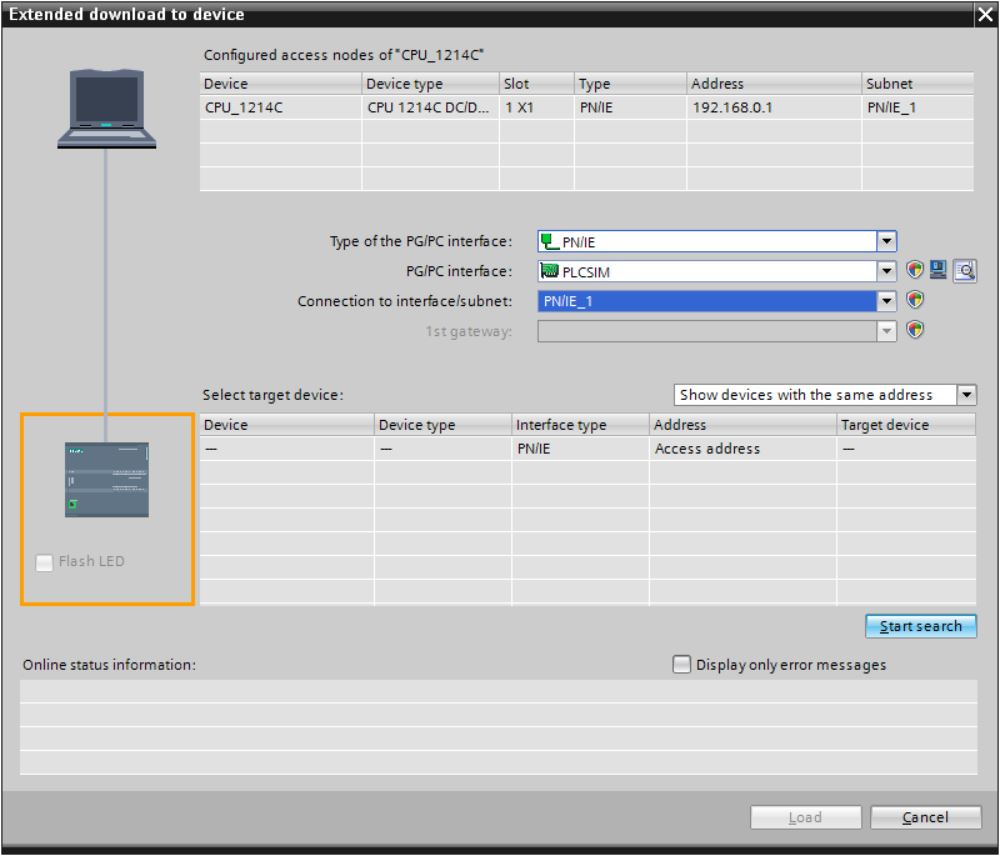 Extended download to device
Configured access nodes of "CPU_1214C"
Device Device type Slot Type Address Subnet
CPU_1214C CPU 1214C DC/D... 1 X1 PN/IE 192.168.0.1 PN/IE_1
Type of the PG/PC interface: PN/IE
PG/PC interface: PLCSIM
Connection to interface/subnet: PN/IE_1
1st gateway:
Select target device: Show devices with the same address
Device Device type Interface type Address Target device
— — PN/IE Access address —
Flash LED
Start search
Online status information: Display only error messages
Load Cancel